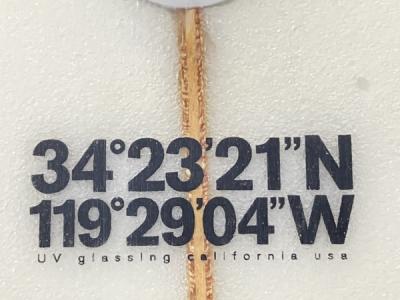 34°23’21”N
119°29’04”W
UV glassing california usa